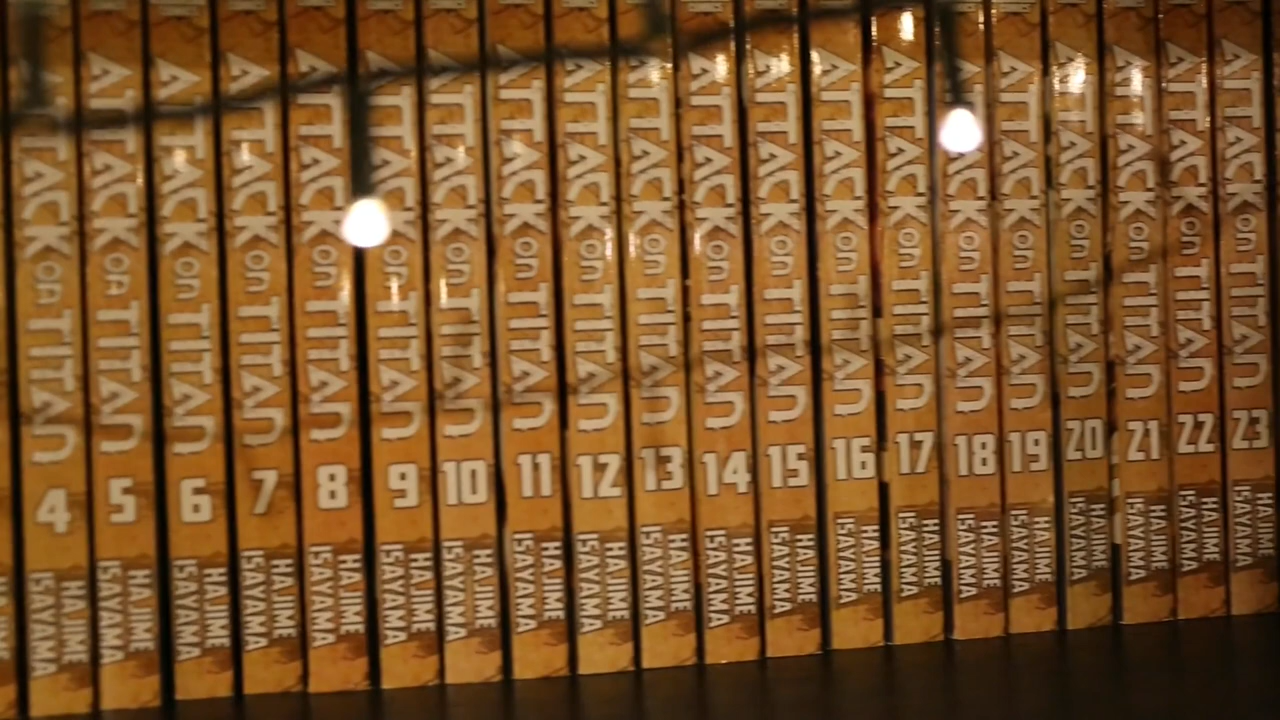 ATTACK on TITAN 4 HAJIME ISAYAMA
ATTACK on TITAN 5 HAJIME ISAYAMA
ATTACK on TITAN 6 HAJIME ISAYAMA
ATTACK on TITAN 7 HAJIME ISAYAMA
ATTACK on TITAN 8 HAJIME ISAYAMA
ATTACK on TITAN 9 HAJIME ISAYAMA
ATTACK on TITAN 10 HAJIME ISAYAMA
ATTACK on TITAN 11 HAJIME ISAYAMA
ATTACK on TITAN 12 HAJIME ISAYAMA
ATTACK on TITAN 13 HAJIME ISAYAMA
ATTACK on TITAN 14 HAJIME ISAYAMA
ATTACK on TITAN 15 HAJIME ISAYAMA
ATTACK on TITAN 16 HAJIME ISAYAMA
ATTACK on TITAN 17 HAJIME ISAYAMA
ATTACK on TITAN 18 HAJIME ISAYAMA
ATTACK on TITAN 19 HAJIME ISAYAMA
ATTACK on TITAN 20 HAJIME ISAYAMA
ATTACK on TITAN 21 HAJIME ISAYAMA
ATTACK on TITAN 22 HAJIME ISAYAMA
ATTACK on TITAN 23 HAJIME ISAYAMA